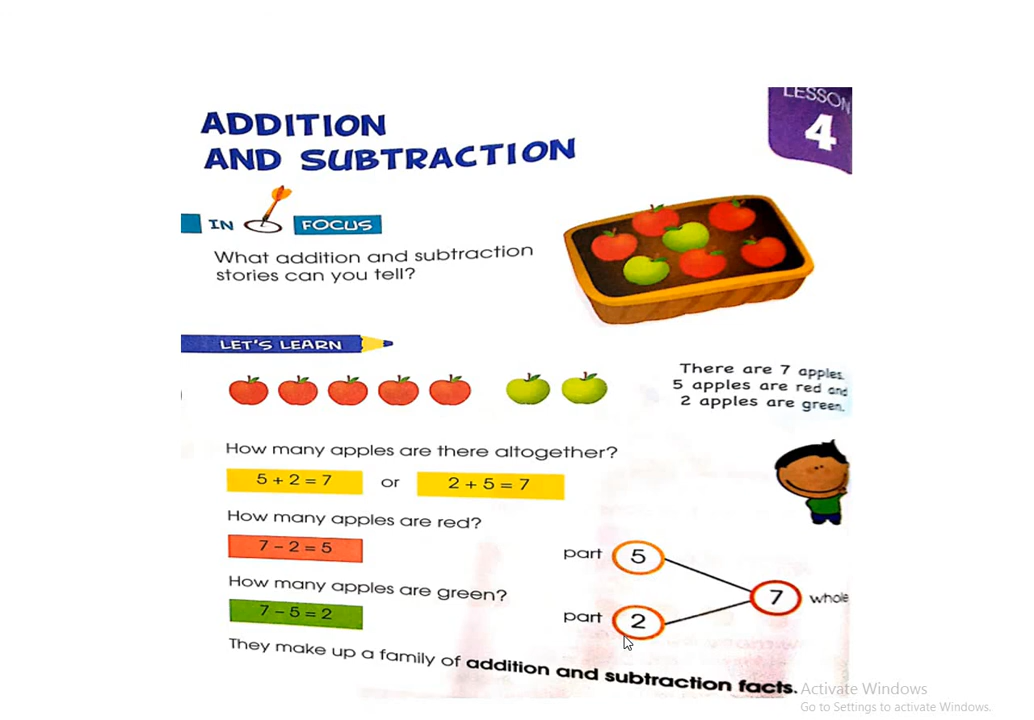 LESSON
4
ADDITION
AND SUBTRACTION
IN FOCUS
What addition and subtraction
stories can you tell?
LET'S LEARN
There are 7 apples.
5 apples are red and
2 apples are green.
How many apples are there altogether?
5 + 2 = 7 or 2 + 5 = 7
How many apples are red?
7 – 2 = 5
part 5
How many apples are green?
7 whole
7 – 5 = 2
part 2
They make up a family of addition and subtraction facts.
Activate Windows
Go to Settings to activate Windows.